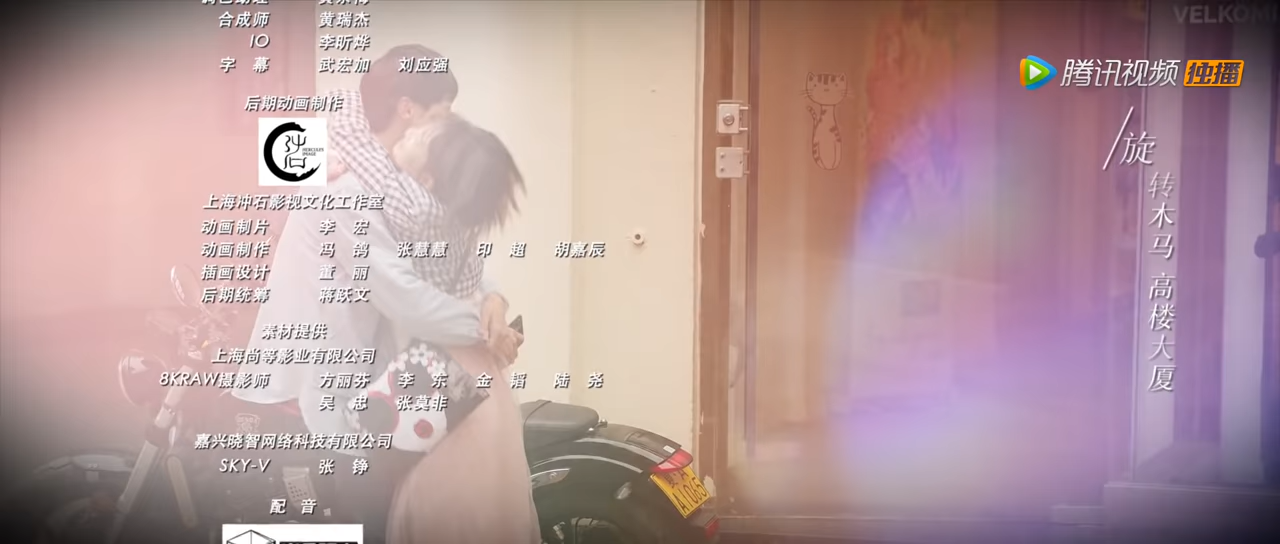 合成师 黄瑞杰
IO 李昕烨
字 幕 武宏加 刘应强
后期动画制作
HERCULES
IMAGE
上海冲石影视文化工作室
动画制片 李 宏
动画制作 冯 鸽 张慧慧 印 超 胡嘉辰
插画设计 董 丽
后期统筹 蒋跃文
素材提供
上海尚等影业有限公司
8KRAW摄影师 方丽芬 李 东 金 韬 陆 尧
吴 忠 张莫非
嘉兴晓智网络科技有限公司
SKY-V 张 铮
配 音
VELKOM
腾讯视频 独播
旋转木马 高楼大厦